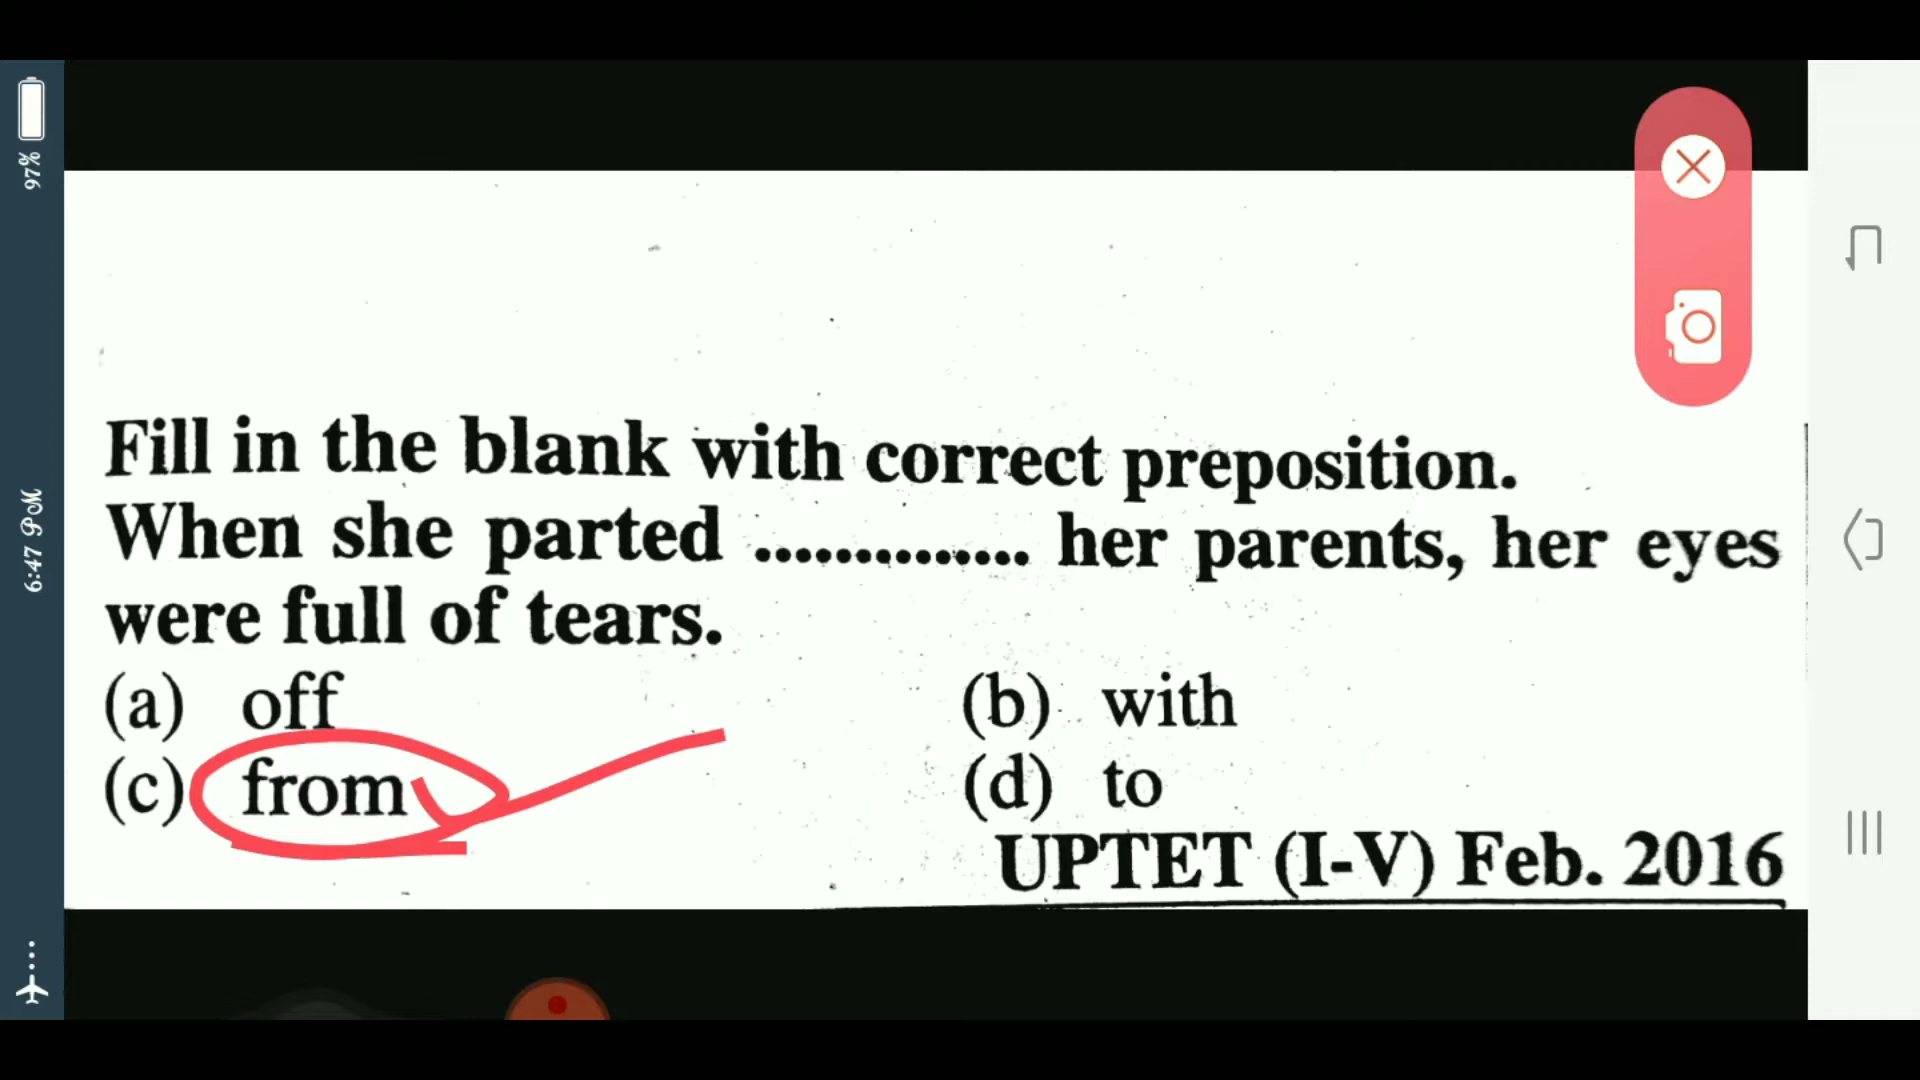 Fill in the blank with correct preposition.
When she parted .............. her parents, her eyes
were full of tears.
(a) off (b) with
(c) from (d) to
UPTET (I-V) Feb. 2016
97%
6:47 PM